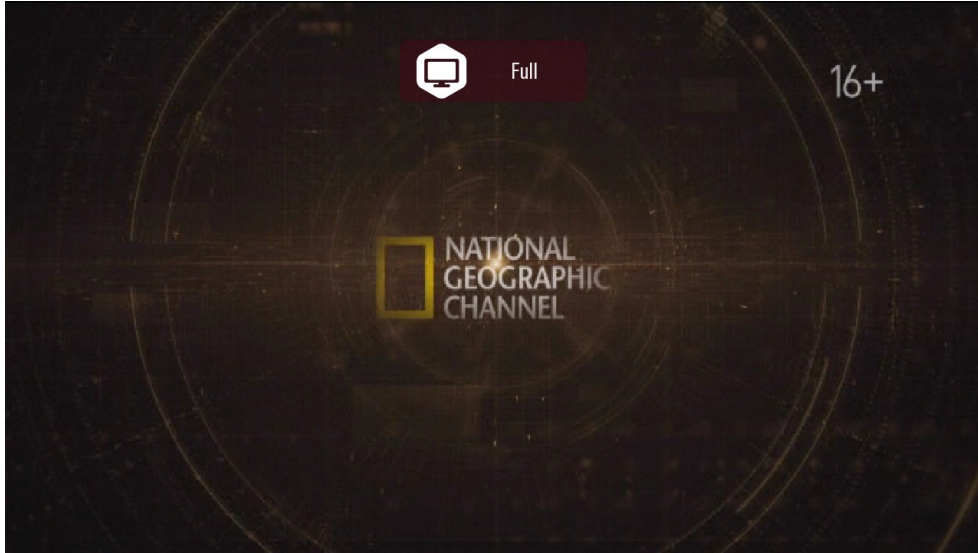 Full
16+
NATIONAL
GEOGRAPHIC
CHANNEL